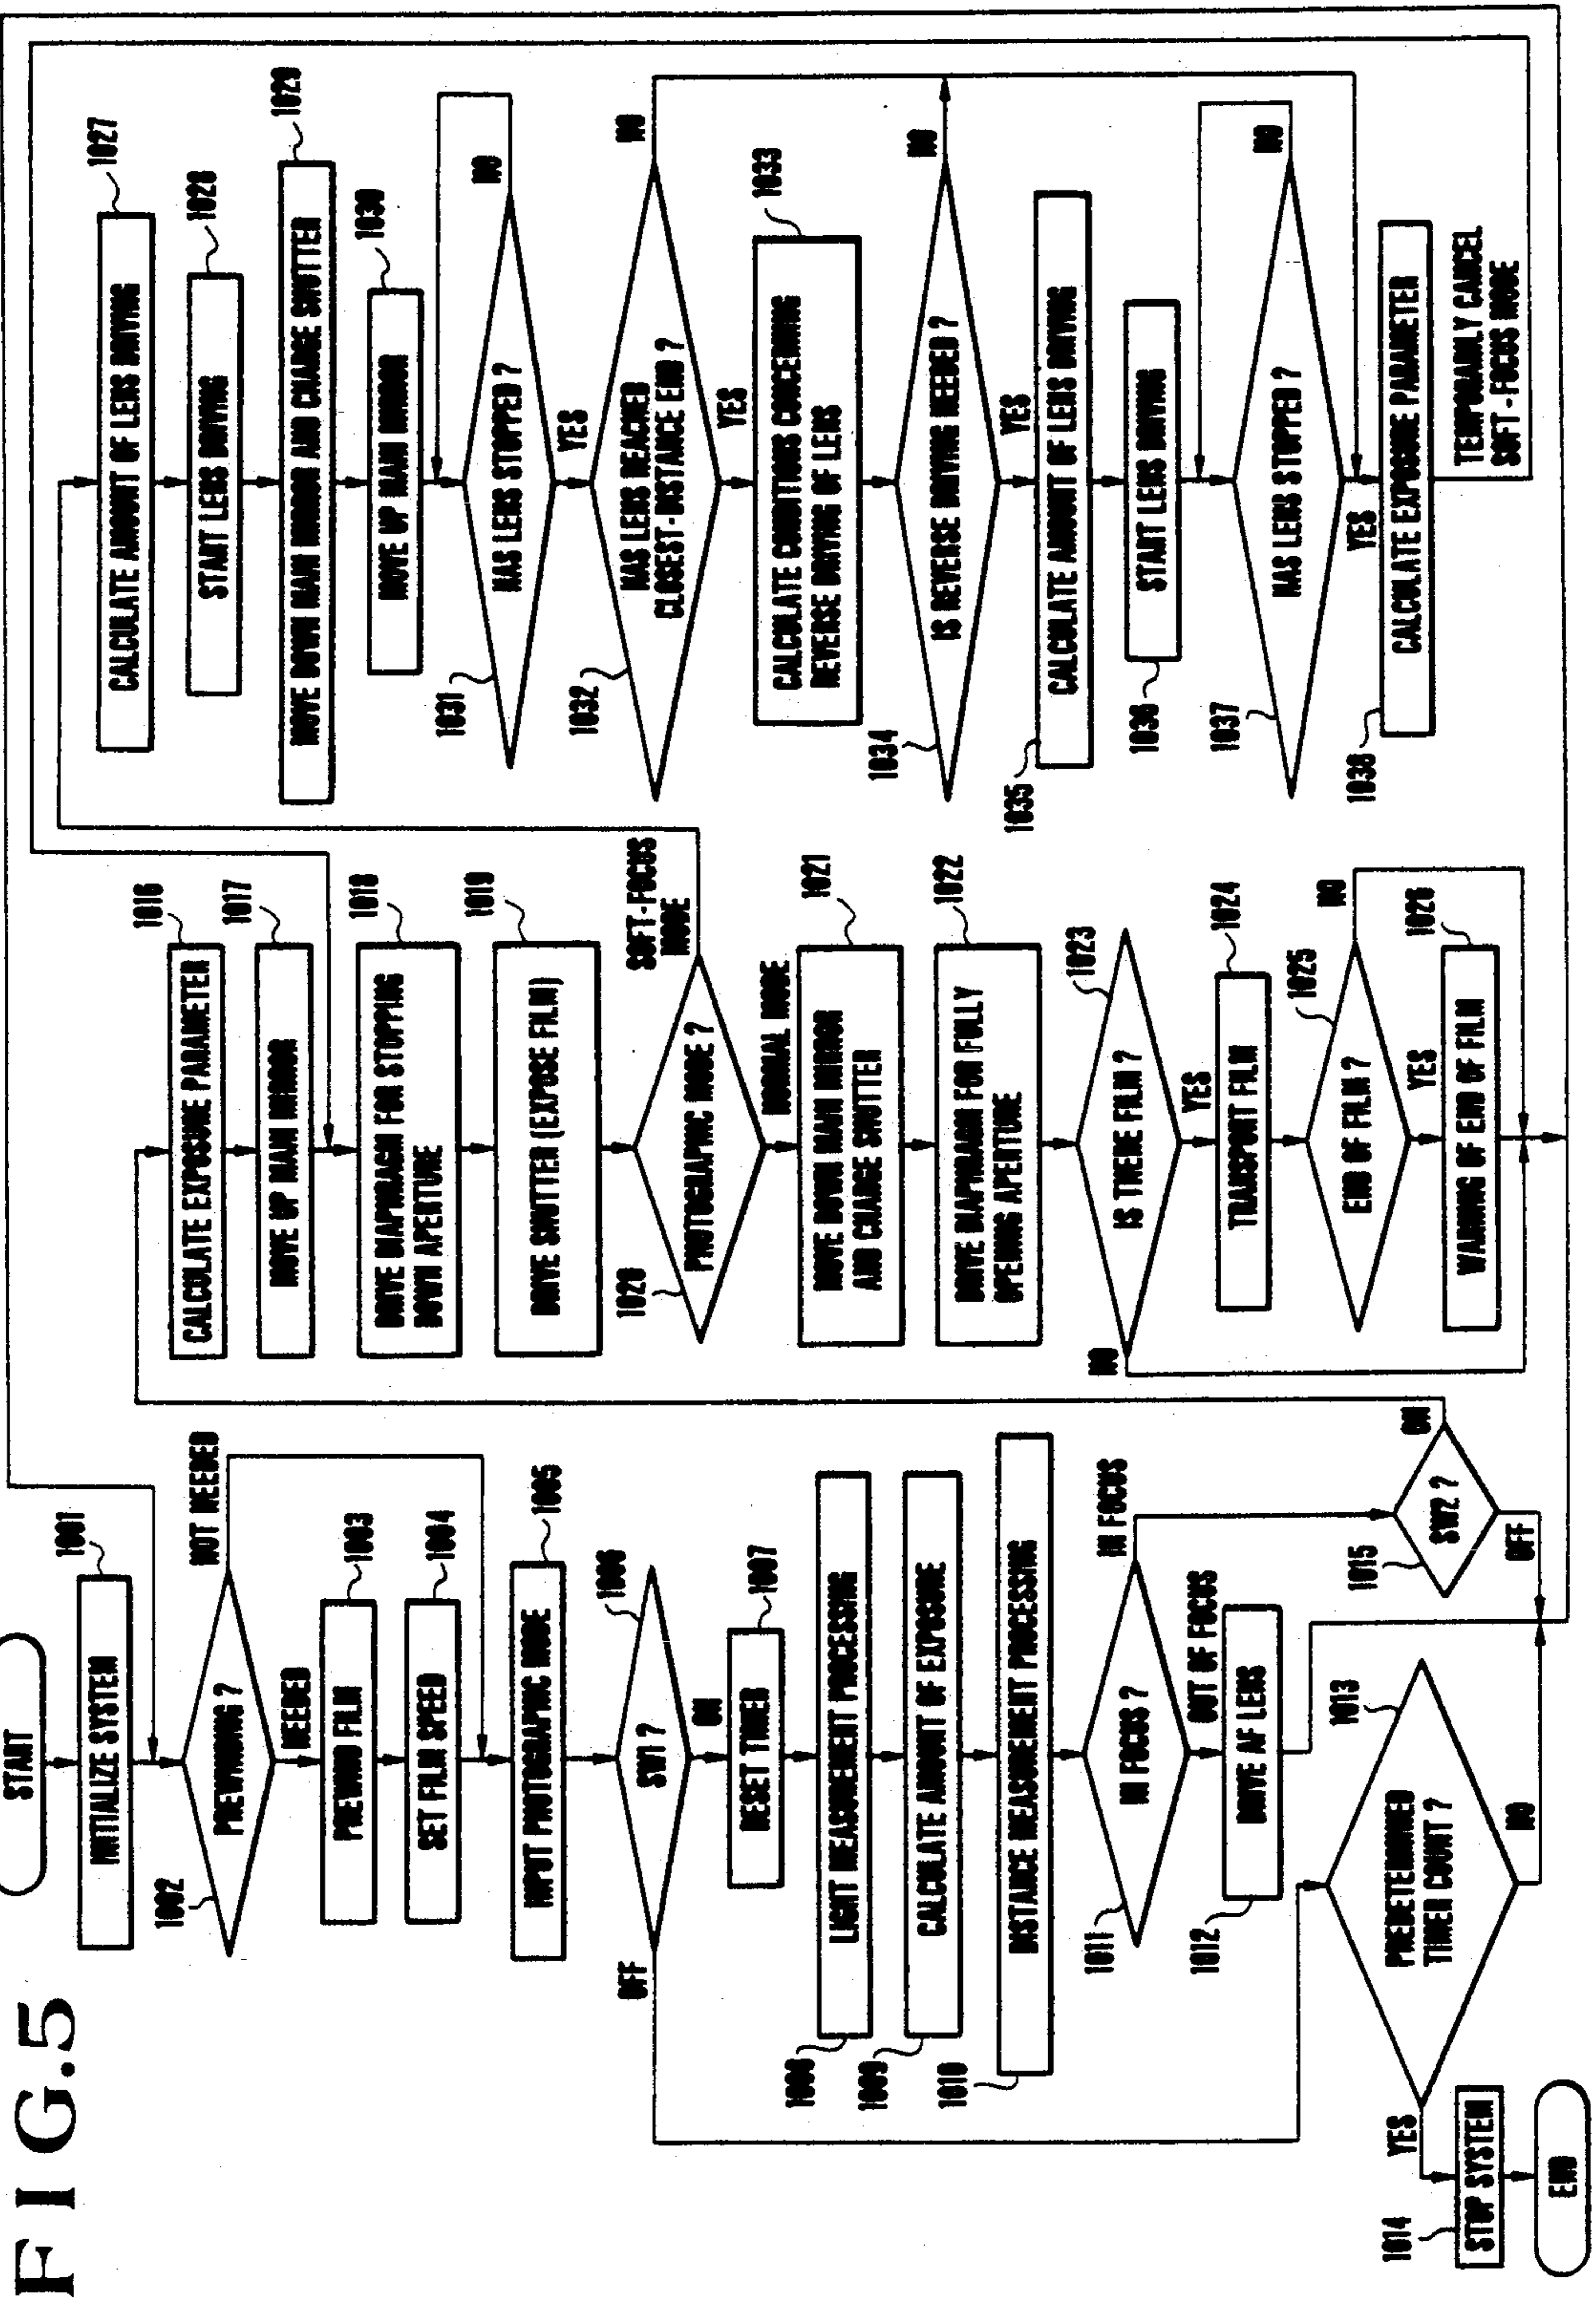 FIG.5
START
INITIALIZE SYSTEM
1001
PREWINDING ?
1002
NOT NEEDED
NEEDED
PREWIND FILM
1003
SET FILM SPEED
1004
INPUT PHOTOGRAPHIC MODE
1005
SW1 ?
1006
OFF
ON
RESET TIMER
1007
LIGHT MEASUREMENT PROCESSING
1008
CALCULATE AMOUNT OF EXPOSURE
1009
DISTANCE MEASUREMENT PROCESSING
1010
IN FOCUS ?
1011
IN FOCUS
OUT OF FOCUS
DRIVE AF LENS
1012
PREDETERMINED
TIMER COUNT ?
1013
YES
NO
STOP SYSTEM
1014
END
SW2 ?
1015
ON
OFF
CALCULATE EXPOSURE PARAMETER
1016
MOVE UP MAIN MIRROR
1017
DRIVE DIAPHRAGM FOR STOPPING
DOWN APERTURE
1018
DRIVE SHUTTER (EXPOSE FILM)
1019
PHOTOGRAPHIC MODE ?
1020
SOFT-FOCUS
MODE
NORMAL MODE
MOVE DOWN MAIN MIRROR
AND CHARGE SHUTTER
1021
DRIVE DIAPHRAGM FOR FULLY
OPENING APERTURE
1022
IS THERE FILM ?
1023
NO
YES
TRANSPORT FILM
1024
END OF FILM ?
1025
NO
YES
WARNING OF END OF FILM
1026
CALCULATE AMOUNT OF LENS DRIVING
1027
START LENS DRIVING
1028
MOVE DOWN MAIN MIRROR AND CHARGE SHUTTER
1029
MOVE UP MAIN MIRROR
1030
HAS LENS STOPPED ?
1031
NO
YES
HAS LENS REACHED
CLOSEST-DISTANCE END ?
1032
NO
YES
CALCULATE CONDITIONS CONCERNING
REVERSE DRIVING OF LENS
1033
IS REVERSE DRIVING NEEDED ?
1034
NO
YES
CALCULATE AMOUNT OF LENS DRIVING
1035
START LENS DRIVING
1036
HAS LENS STOPPED ?
1037
NO
YES
CALCULATE EXPOSURE PARAMETER
1038
TEMPORARILY CANCEL
SOFT-FOCUS MODE